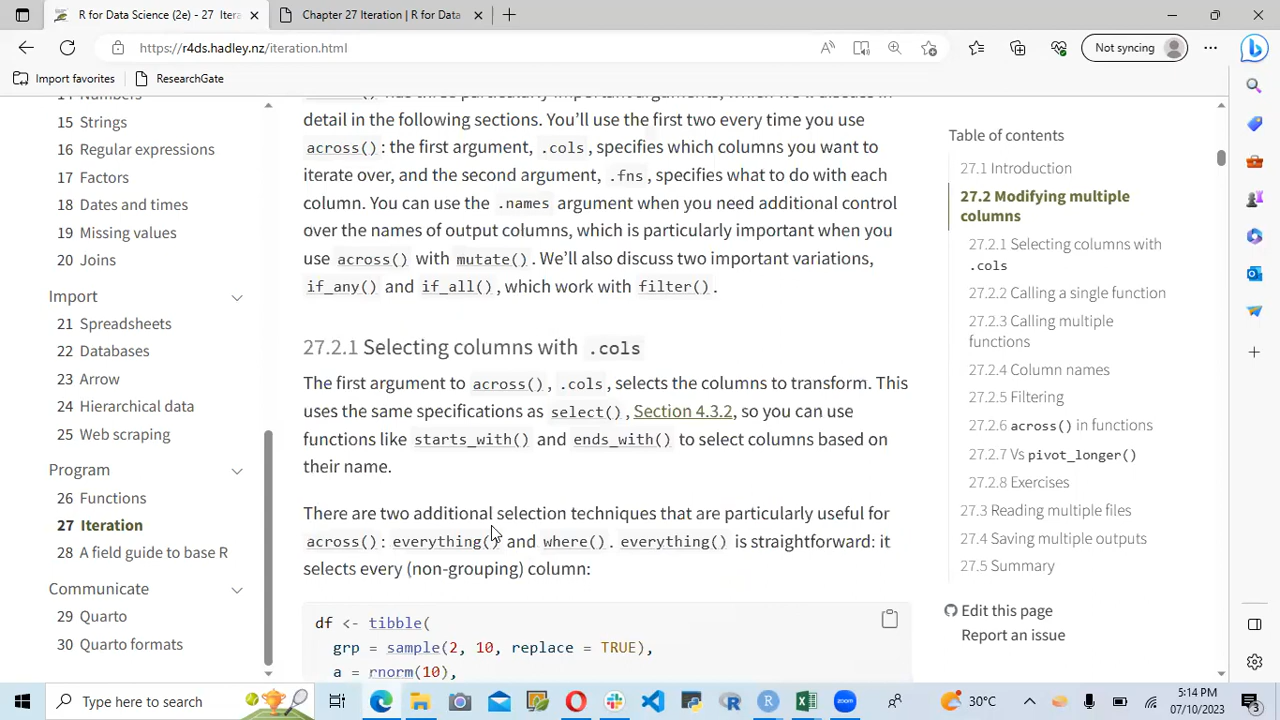 R for Data Science (2e) - 27 Itera
Chapter 27 Iteration | R for Data
https://r4ds.hadley.nz/iteration.html
Not syncing
Import favorites
ResearchGate
14 Numbers
15 Strings
16 Regular expressions
17 Factors
18 Dates and times
19 Missing values
20 Joins
Import
21 Spreadsheets
22 Databases
23 Arrow
24 Hierarchical data
25 Web scraping
Program
26 Functions
27 Iteration
28 A field guide to base R
Communicate
29 Quarto
30 Quarto formats
across() has three particularly important arguments, which we'll discuss in
detail in the following sections. You'll use the first two every time you use
across(): the first argument, .cols, specifies which columns you want to
iterate over, and the second argument, .fns, specifies what to do with each
column. You can use the .names argument when you need additional control
over the names of output columns, which is particularly important when you
use across() with mutate(). We'll also discuss two important variations,
if_any() and if_all(), which work with filter().
27.2.1 Selecting columns with .cols
The first argument to across(), .cols, selects the columns to transform. This
uses the same specifications as select(), Section 4.3.2, so you can use
functions like starts_with() and ends_with() to select columns based on
their name.
There are two additional selection techniques that are particularly useful for
across(): everything() and where(). everything() is straightforward: it
selects every (non-grouping) column:
df <- tibble(
grp = sample(2, 10, replace = TRUE),
a = rnorm(10),
Table of contents
27.1 Introduction
27.2 Modifying multiple
columns
27.2.1 Selecting columns with
.cols
27.2.2 Calling a single function
27.2.3 Calling multiple
functions
27.2.4 Column names
27.2.5 Filtering
27.2.6 across() in functions
27.2.7 Vs pivot_longer()
27.2.8 Exercises
27.3 Reading multiple files
27.4 Saving multiple outputs
27.5 Summary
Edit this page
Report an issue
Type here to search
30°C
5:14 PM
07/10/2023
3